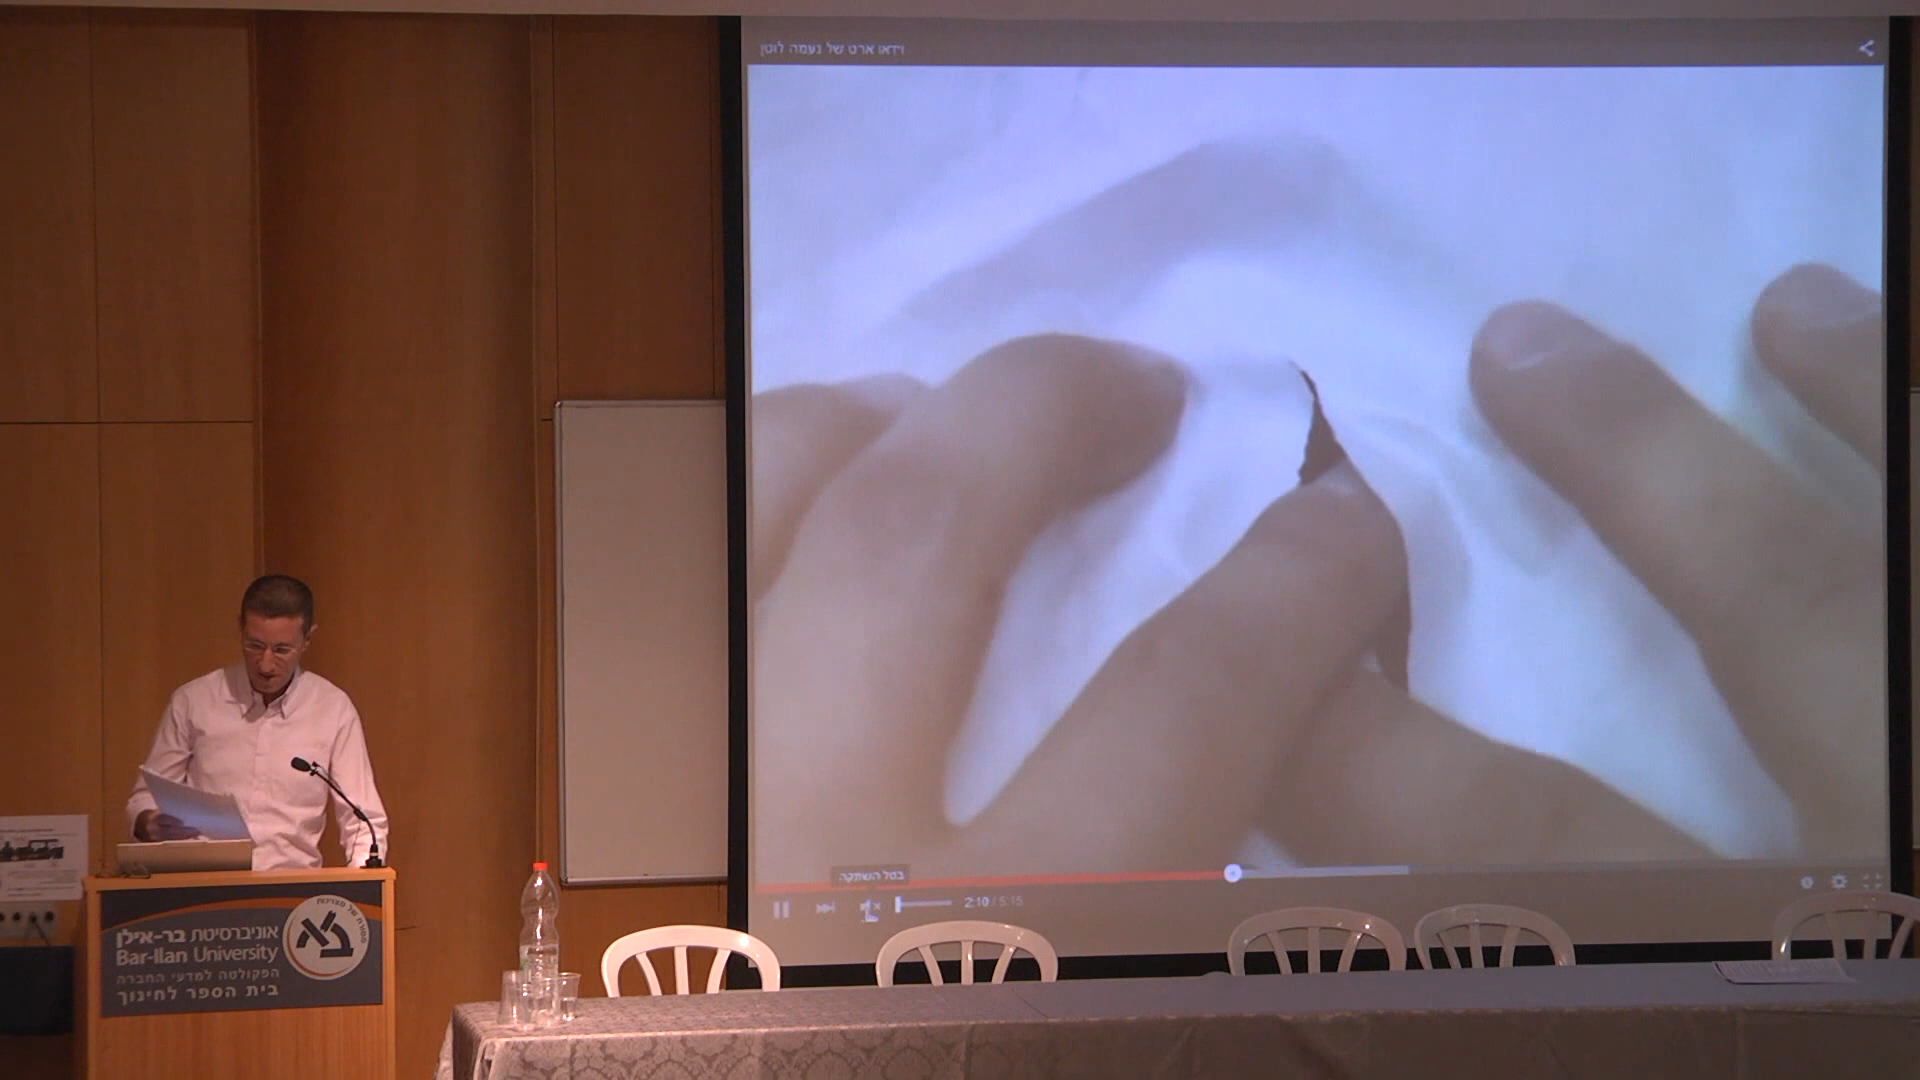 וידאו ארט של נעמה לוטן
בטל השתקה
2:10 / 5:15
אוניברסיטת בר-אילן
Bar-Ilan University
הפקולטה למדעי החברה
בית הספר לחינוך